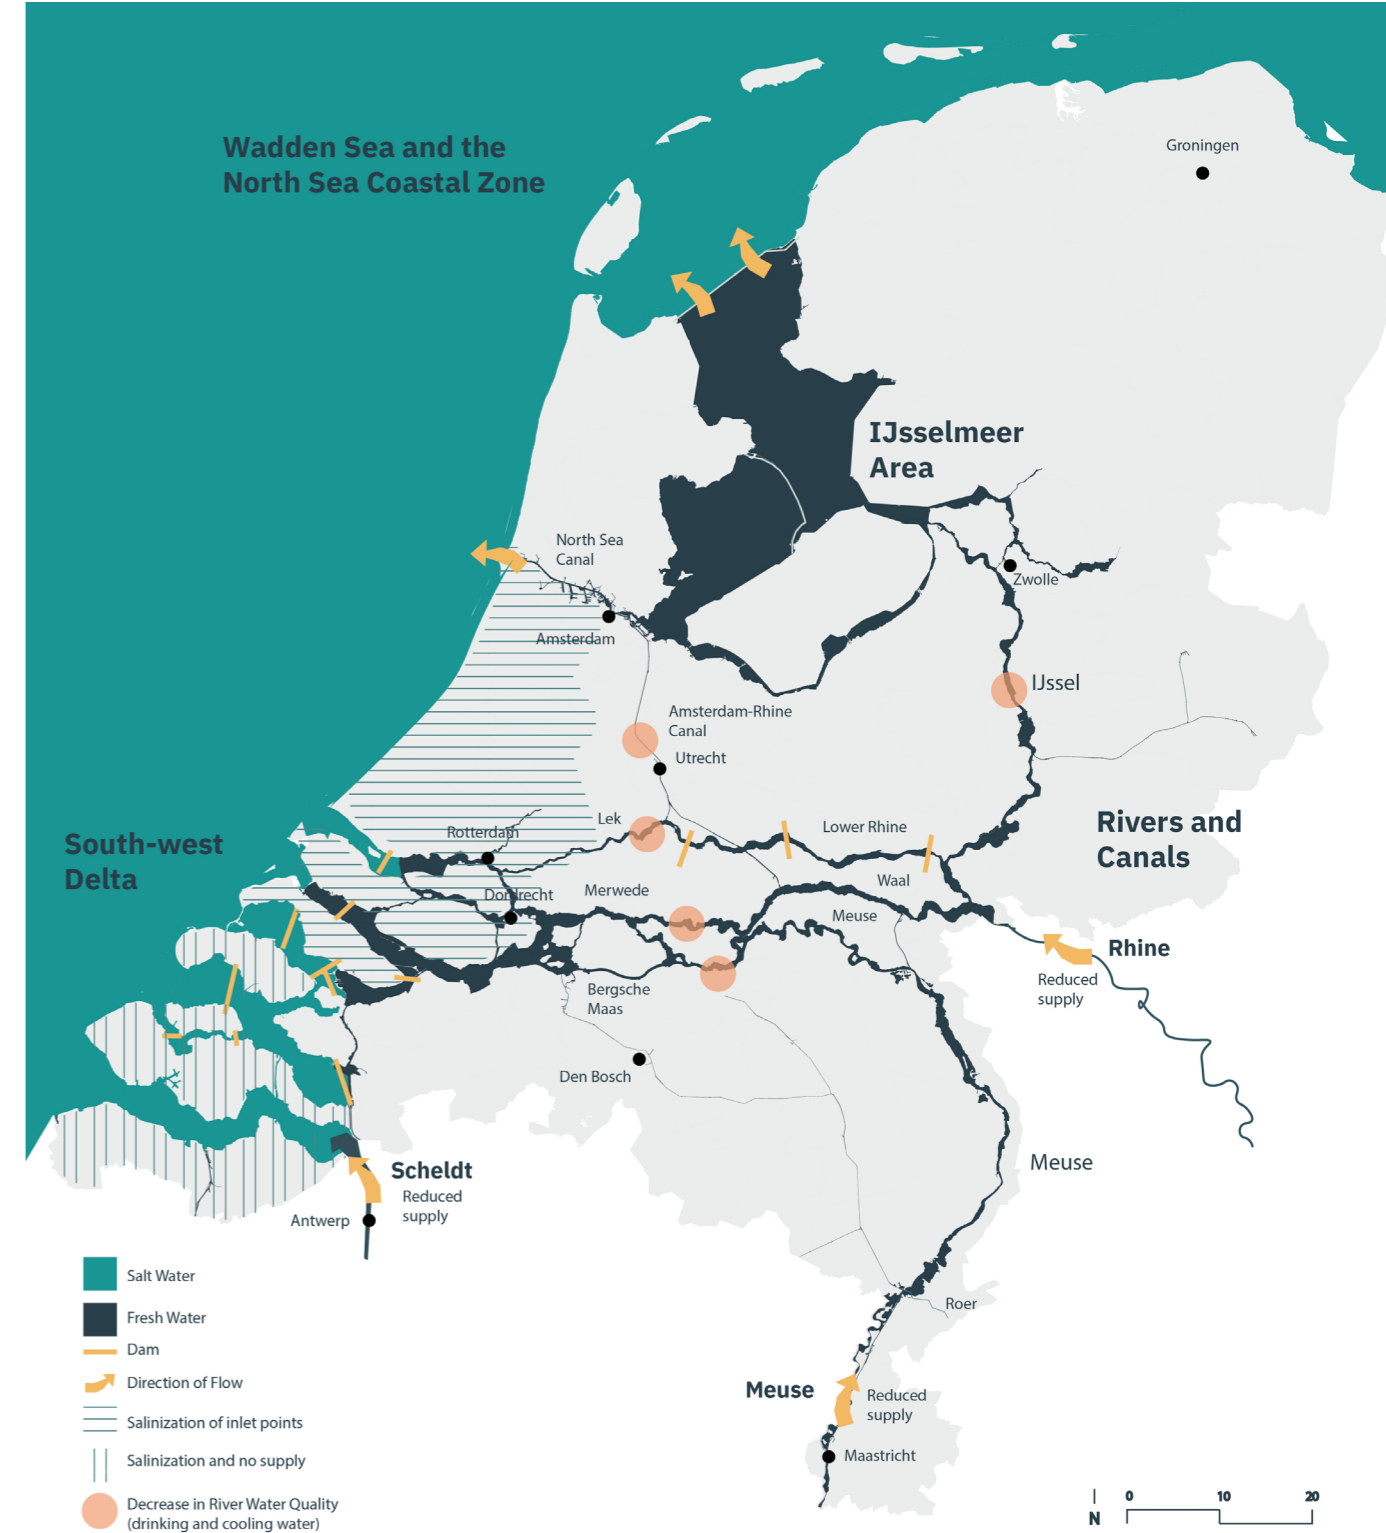 Wadden Sea and the
North Sea Coastal Zone
Groningen
IJsselmeer
Area
North Sea
Canal
Zwolle
Amsterdam
IJssel
Amsterdam-Rhine
Canal
Utrecht
Rivers and
Canals
South-west
Delta
Lek
Lower Rhine
Rotterdam
Waal
Dordrecht
Merwede
Meuse
Rhine
Reduced
supply
Bergsche
Maas
Den Bosch
Meuse
Scheldt
Reduced
supply
Antwerp
Roer
Meuse
Reduced
supply
Maastricht
Salt Water
Fresh Water
Dam
Direction of Flow
Salinization of inlet points
Salinization and no supply
Decrease in River Water Quality
(drinking and cooling water)
N
0 10 20